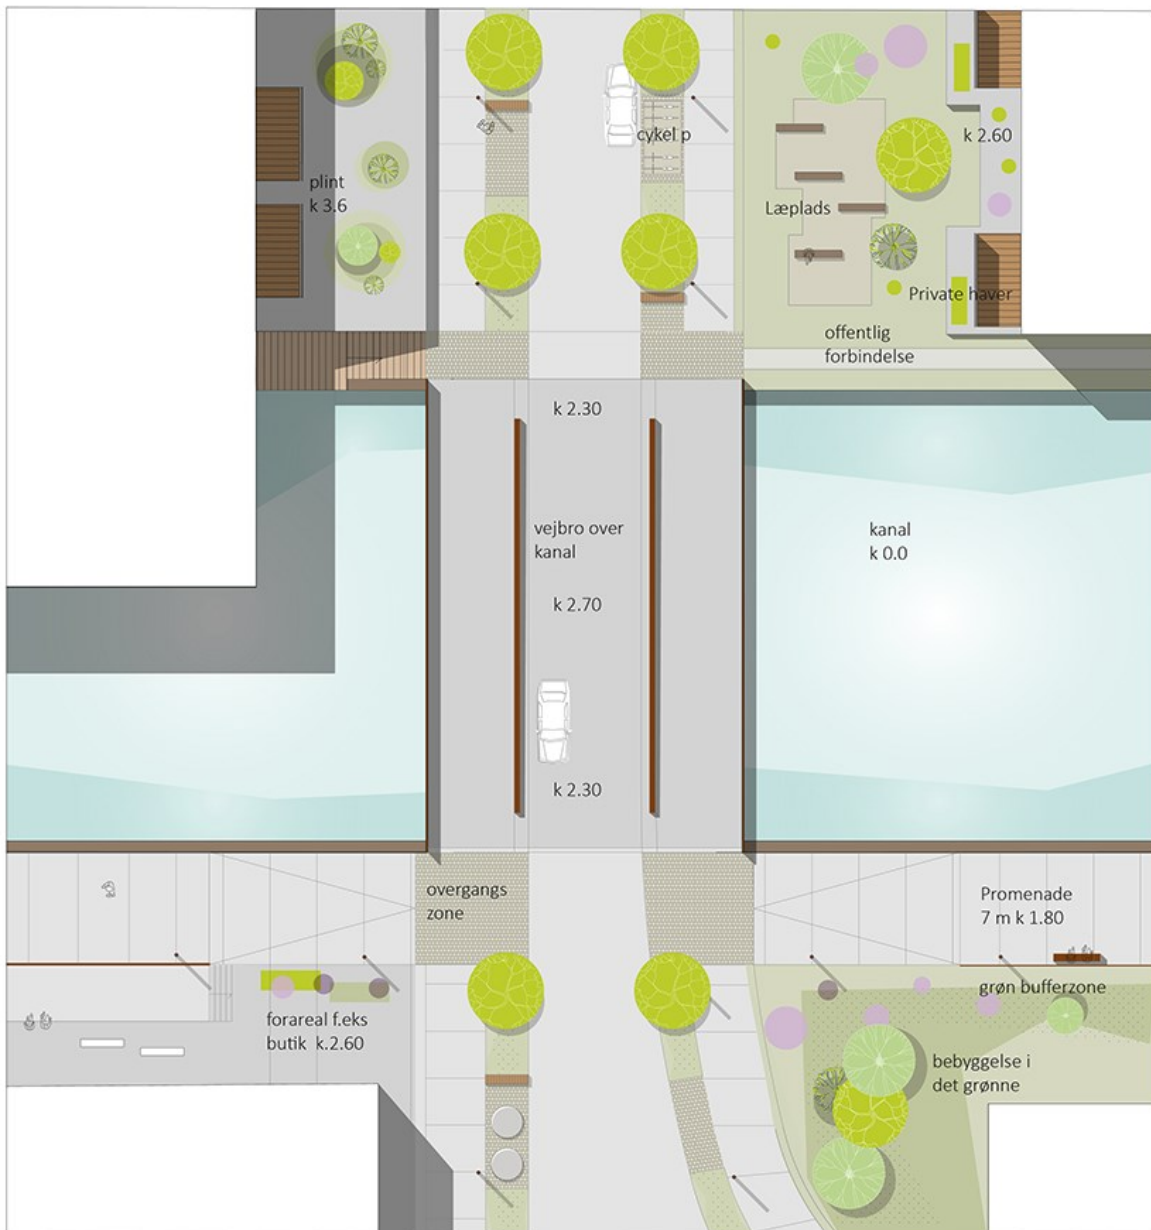 cykel p
k 2.60
plint
k 3.6
Læplads
Private haver
offentlig
forbindelse
k 2.30
vejbro over
kanal
kanal
k 0.0
k 2.70
k 2.30
overgangs
zone
Promenade
7 m k 1.80
grøn bufferzone
forareal f.eks
butik  k.2.60
bebyggelse i
det grønne